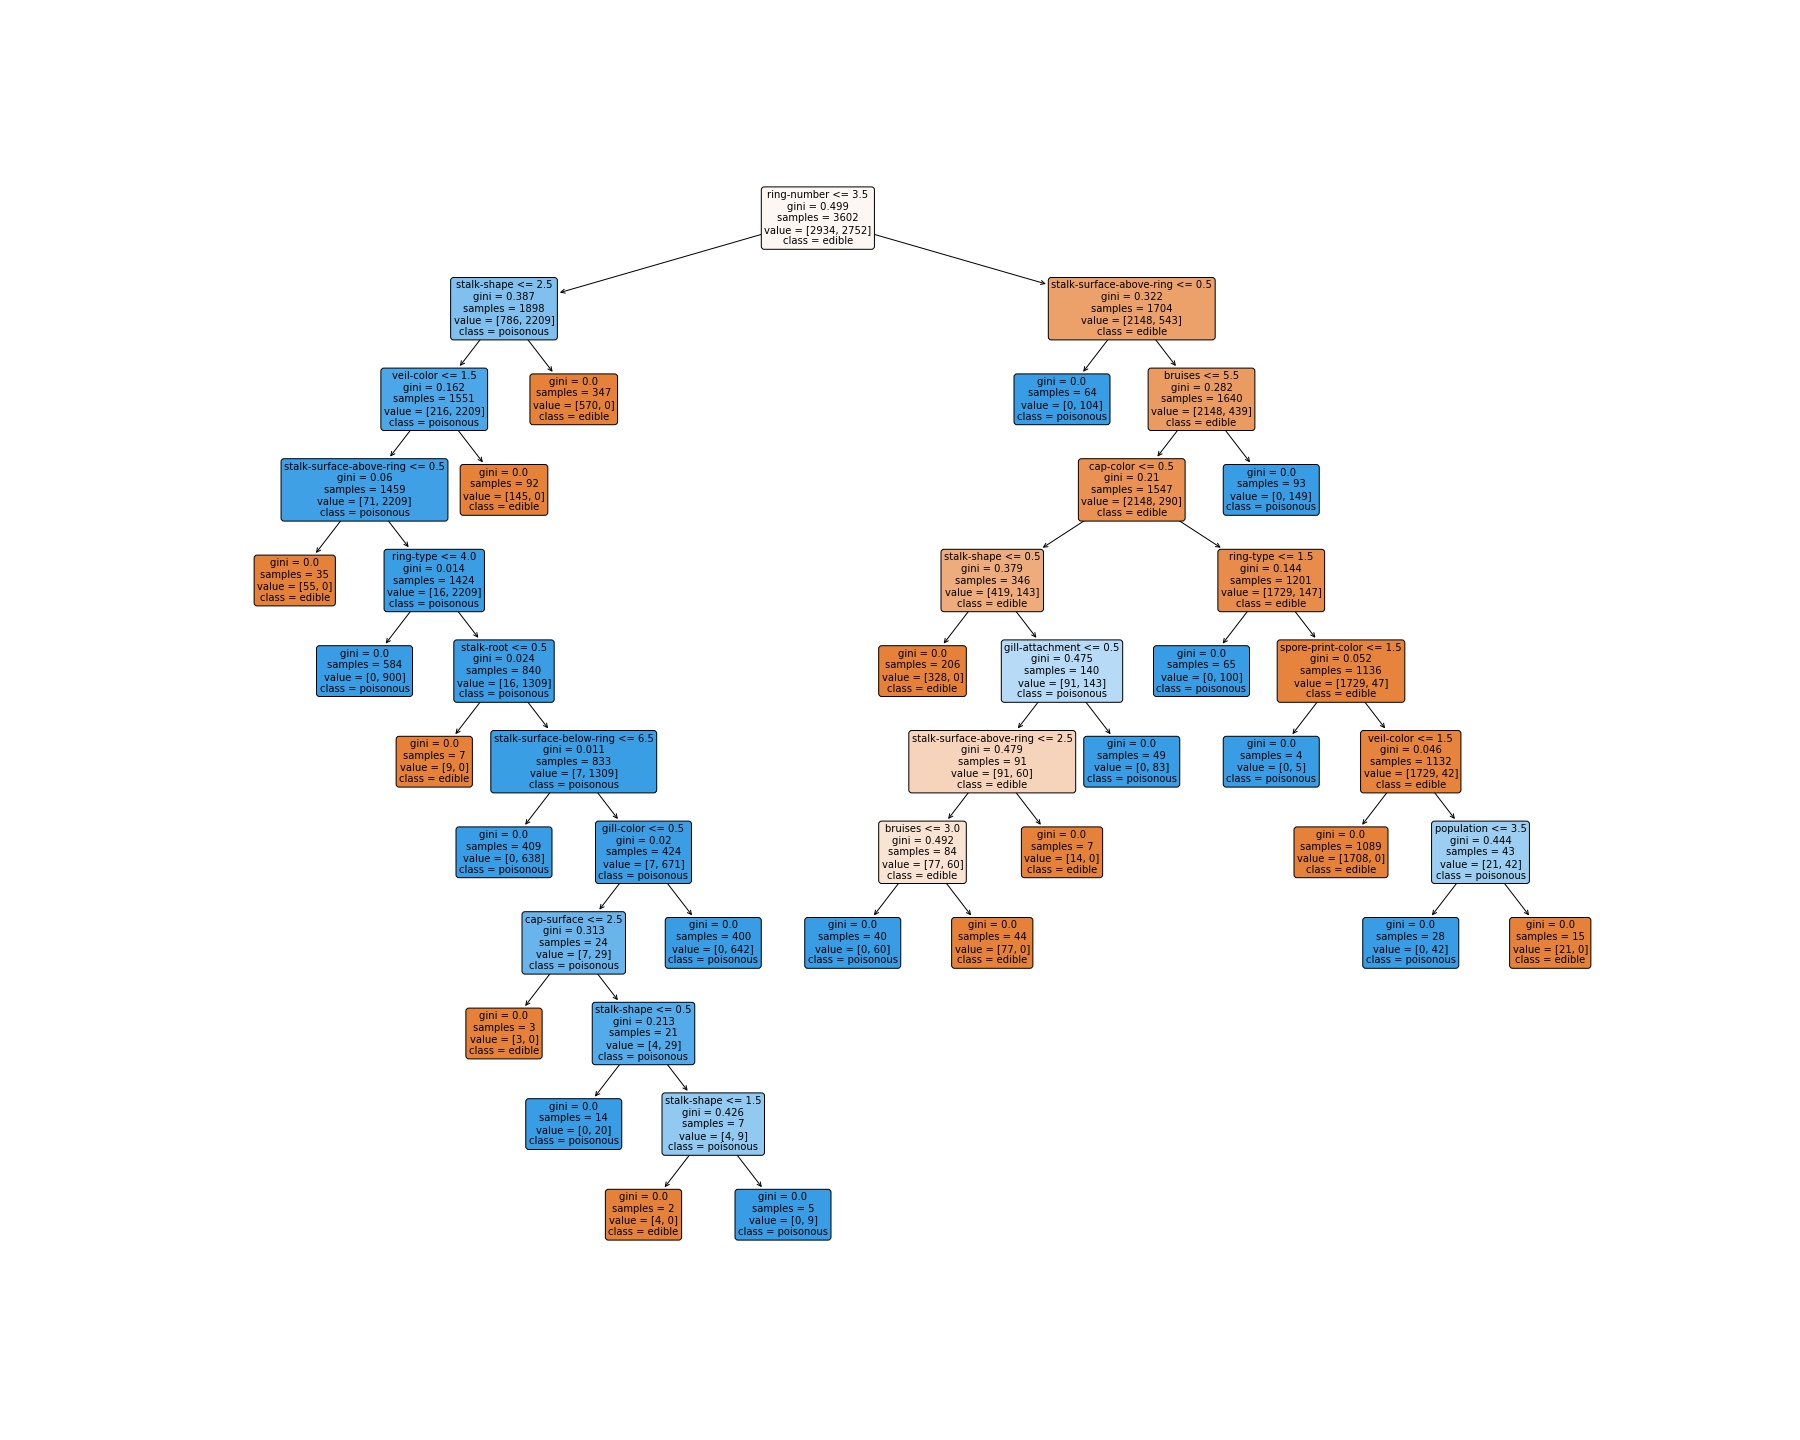 ring-number <= 3.5
gini = 0.499
samples = 3602
value = [2934, 2752]
class = edible
stalk-shape <= 2.5
gini = 0.387
samples = 1898
value = [786, 2209]
class = poisonous
stalk-surface-above-ring <= 0.5
gini = 0.322
samples = 1704
value = [2148, 543]
class = edible
veil-color <= 1.5
gini = 0.162
samples = 1551
value = [216, 2209]
class = poisonous
gini = 0.0
samples = 347
value = [570, 0]
class = edible
gini = 0.0
samples = 64
value = [0, 104]
class = poisonous
bruises <= 5.5
gini = 0.282
samples = 1640
value = [2148, 439]
class = edible
stalk-surface-above-ring <= 0.5
gini = 0.06
samples = 1459
value = [71, 2209]
class = poisonous
gini = 0.0
samples = 92
value = [145, 0]
class = edible
cap-color <= 0.5
gini = 0.21
samples = 1547
value = [2148, 290]
class = edible
gini = 0.0
samples = 93
value = [0, 149]
class = poisonous
gini = 0.0
samples = 35
value = [55, 0]
class = edible
ring-type <= 4.0
gini = 0.014
samples = 1424
value = [16, 2209]
class = poisonous
stalk-shape <= 0.5
gini = 0.379
samples = 346
value = [419, 143]
class = edible
ring-type <= 1.5
gini = 0.144
samples = 1201
value = [1729, 147]
class = edible
gini = 0.0
samples = 584
value = [0, 900]
class = poisonous
stalk-root <= 0.5
gini = 0.024
samples = 840
value = [16, 1309]
class = poisonous
gini = 0.0
samples = 206
value = [328, 0]
class = edible
gill-attachment <= 0.5
gini = 0.475
samples = 140
value = [91, 143]
class = poisonous
gini = 0.0
samples = 65
value = [0, 100]
class = poisonous
spore-print-color <= 1.5
gini = 0.052
samples = 1136
value = [1729, 47]
class = edible
gini = 0.0
samples = 7
value = [9, 0]
class = edible
stalk-surface-below-ring <= 6.5
gini = 0.011
samples = 833
value = [7, 1309]
class = poisonous
stalk-surface-above-ring <= 2.5
gini = 0.479
samples = 91
value = [91, 60]
class = edible
gini = 0.0
samples = 49
value = [0, 83]
class = poisonous
gini = 0.0
samples = 4
value = [0, 5]
class = poisonous
veil-color <= 1.5
gini = 0.046
samples = 1132
value = [1729, 42]
class = edible
gini = 0.0
samples = 409
value = [0, 638]
class = poisonous
gill-color <= 0.5
gini = 0.02
samples = 424
value = [7, 671]
class = poisonous
bruises <= 3.0
gini = 0.492
samples = 84
value = [77, 60]
class = edible
gini = 0.0
samples = 7
value = [14, 0]
class = edible
gini = 0.0
samples = 1089
value = [1708, 0]
class = edible
population <= 3.5
gini = 0.444
samples = 43
value = [21, 42]
class = poisonous
cap-surface <= 2.5
gini = 0.313
samples = 24
value = [7, 29]
class = poisonous
gini = 0.0
samples = 400
value = [0, 642]
class = poisonous
gini = 0.0
samples = 40
value = [0, 60]
class = poisonous
gini = 0.0
samples = 44
value = [77, 0]
class = edible
gini = 0.0
samples = 28
value = [0, 42]
class = poisonous
gini = 0.0
samples = 15
value = [21, 0]
class = edible
gini = 0.0
samples = 3
value = [3, 0]
class = edible
stalk-shape <= 0.5
gini = 0.213
samples = 21
value = [4, 29]
class = poisonous
gini = 0.0
samples = 14
value = [0, 20]
class = poisonous
stalk-shape <= 1.5
gini = 0.426
samples = 7
value = [4, 9]
class = poisonous
gini = 0.0
samples = 2
value = [4, 0]
class = edible
gini = 0.0
samples = 5
value = [0, 9]
class = poisonous